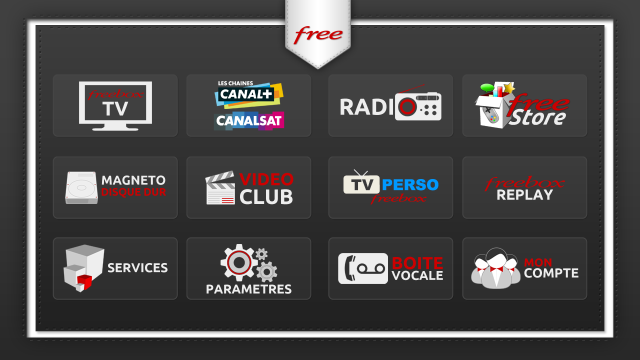 free
freebox
TV
LES CHAINES
CANAL+
CANALSAT
RADIO
free
Store
MAGNETO
DISQUE DUR
VIDEO
CLUB
TV PERSO
freebox
freebox
REPLAY
SERVICES
PARAMETRES
BOITE
VOCALE
MON
COMPTE